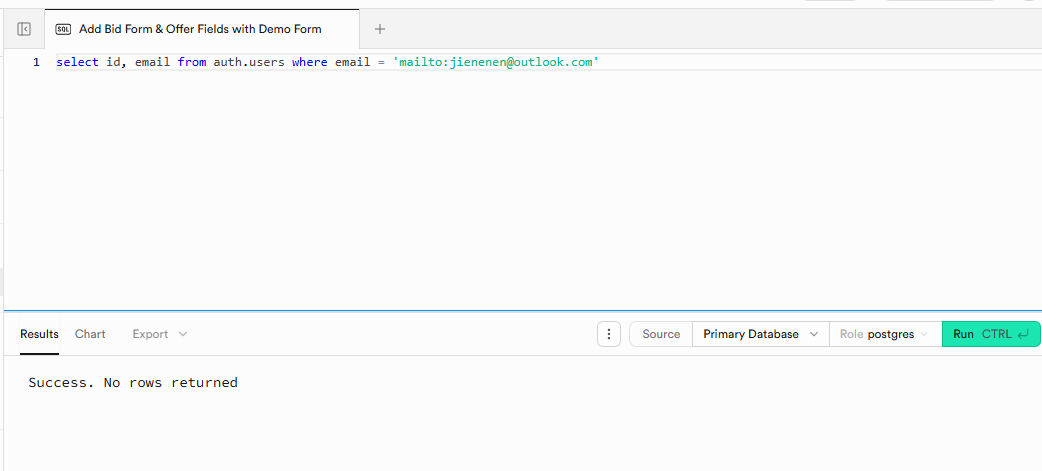 SQL Add Bid Form & Offer Fields with Demo Form +
1 select id, email from auth.users where email = 'mailto:jienenen@outlook.com'
Results Chart Export Source Primary Database Role postgres Run CTRL ↵
Success. No rows returned